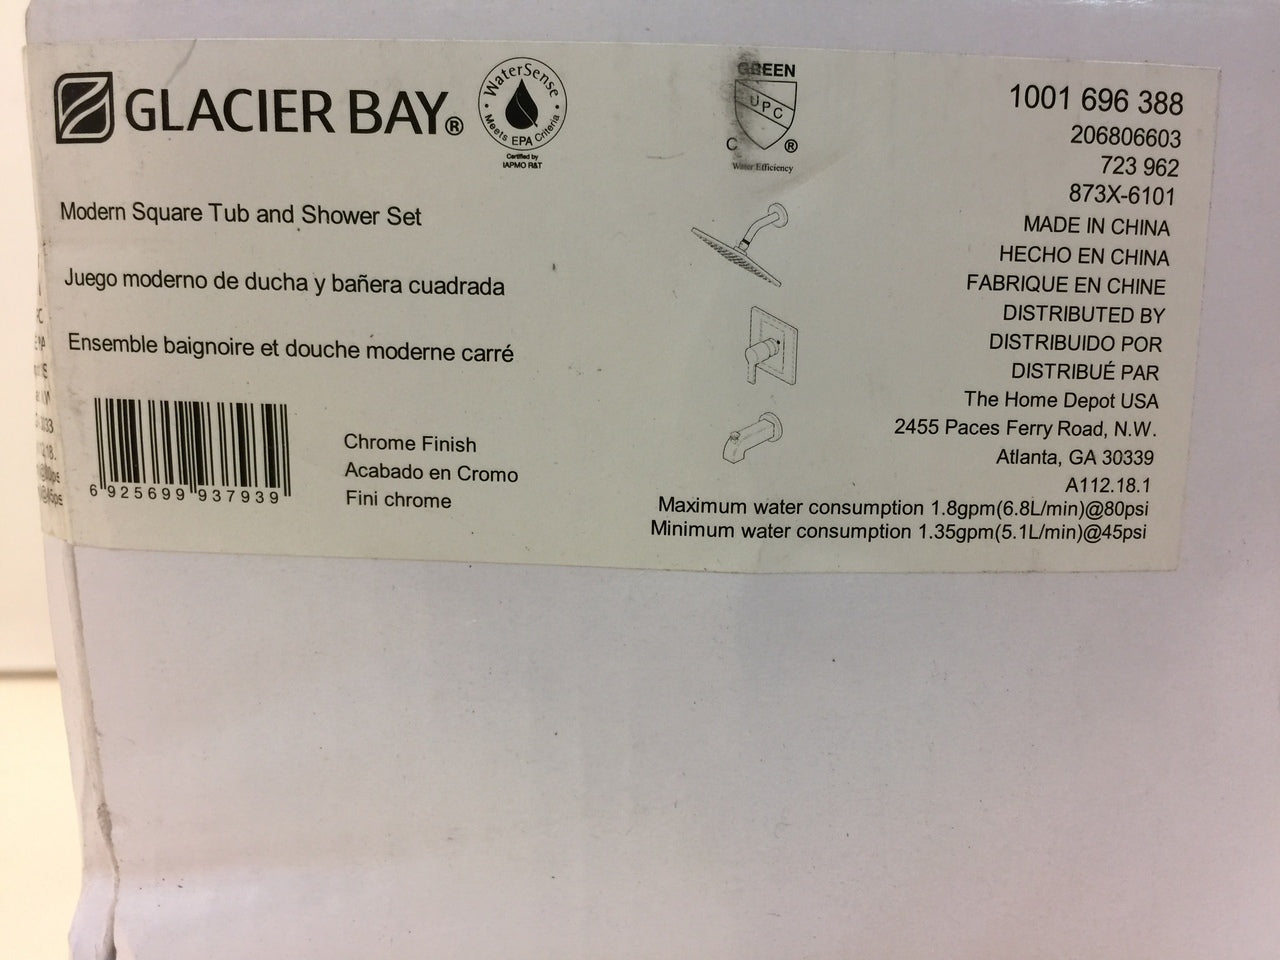 GLACIER BAY®
WaterSense
Meets EPA Criteria
Certified by
IAPMO R&T
Modern Square Tub and Shower Set
Juego moderno de ducha y bañera cuadrada
Ensemble baignoire et douche moderne carré
6 925699 937939
Chrome Finish
Acabado en Cromo
Fini chrome
GREEN
UPC
C ®
Water Efficiency
1001 696 388
206806603
723 962
873X-6101
MADE IN CHINA
HECHO EN CHINA
FABRIQUE EN CHINE
DISTRIBUTED BY
DISTRIBUIDO POR
DISTRIBUÉ PAR
The Home Depot USA
2455 Paces Ferry Road, N.W.
Atlanta, GA 30339
A112.18.1
Maximum water consumption 1.8gpm(6.8L/min)@80psi
Minimum water consumption 1.35gpm(5.1L/min)@45psi